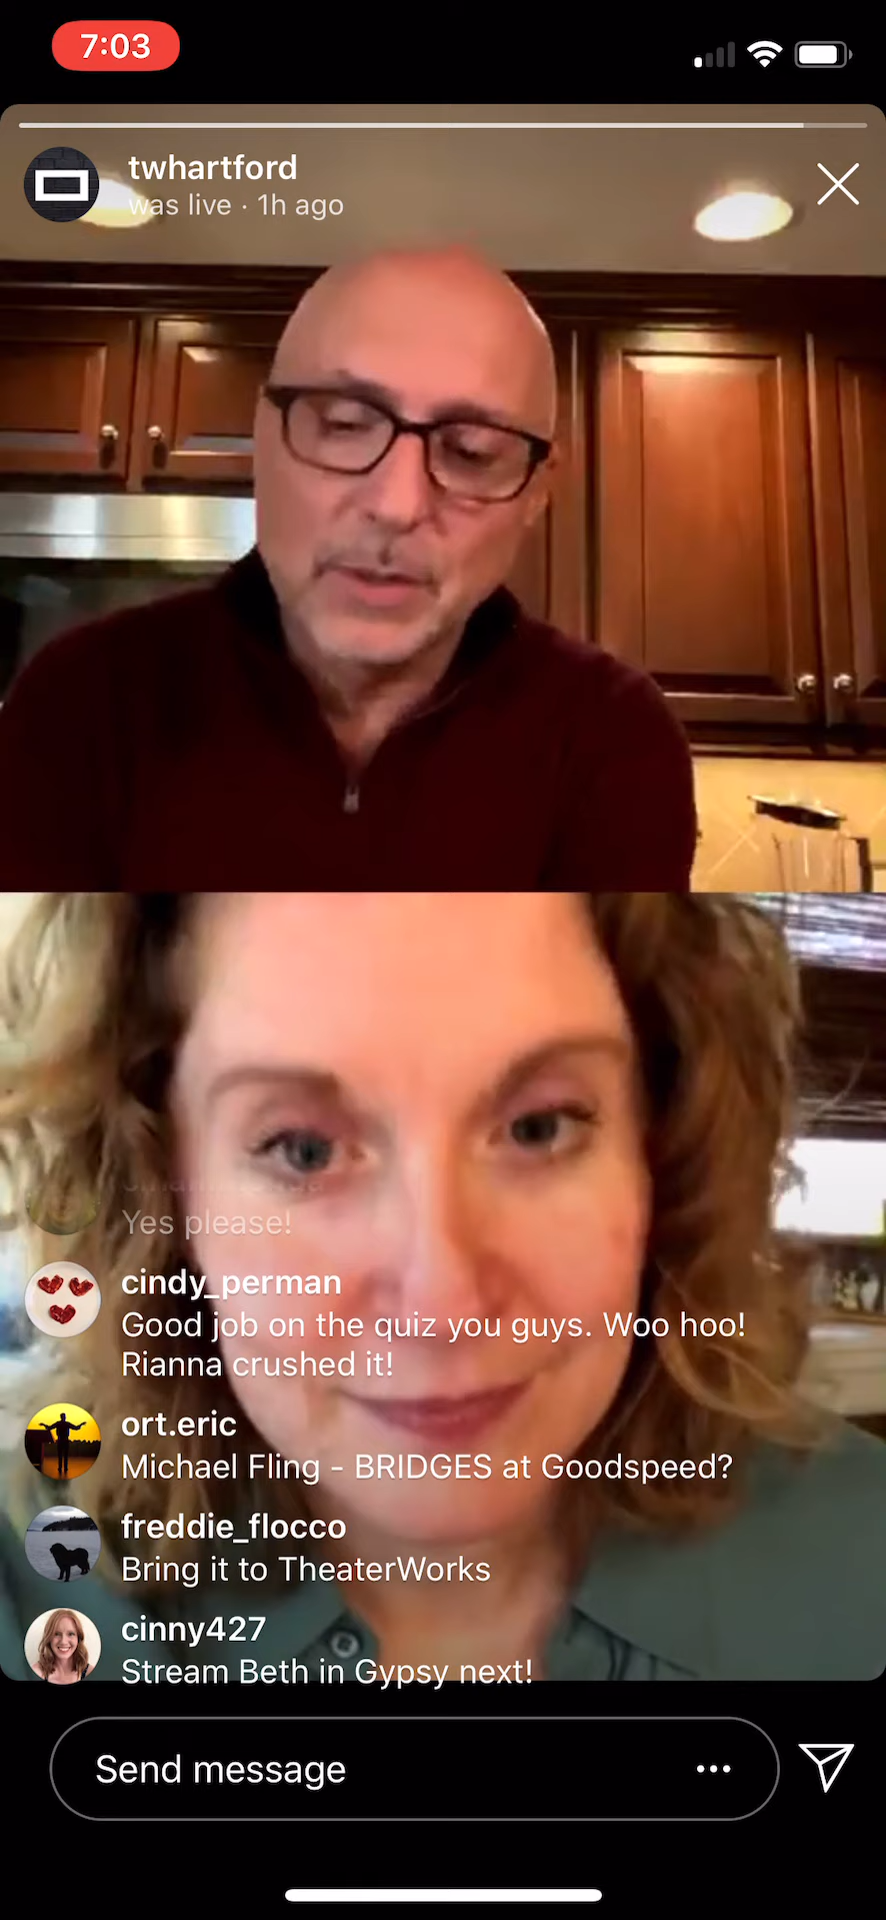 7:03
twhartford
was live · 1h ago
Yes please!
cindy_perman
Good job on the quiz you guys. Woo hoo!
Rianna crushed it!
ort.eric
Michael Fling - BRIDGES at Goodspeed?
freddie_flocco
Bring it to TheaterWorks
cinny427
Stream Beth in Gypsy next!
Send message